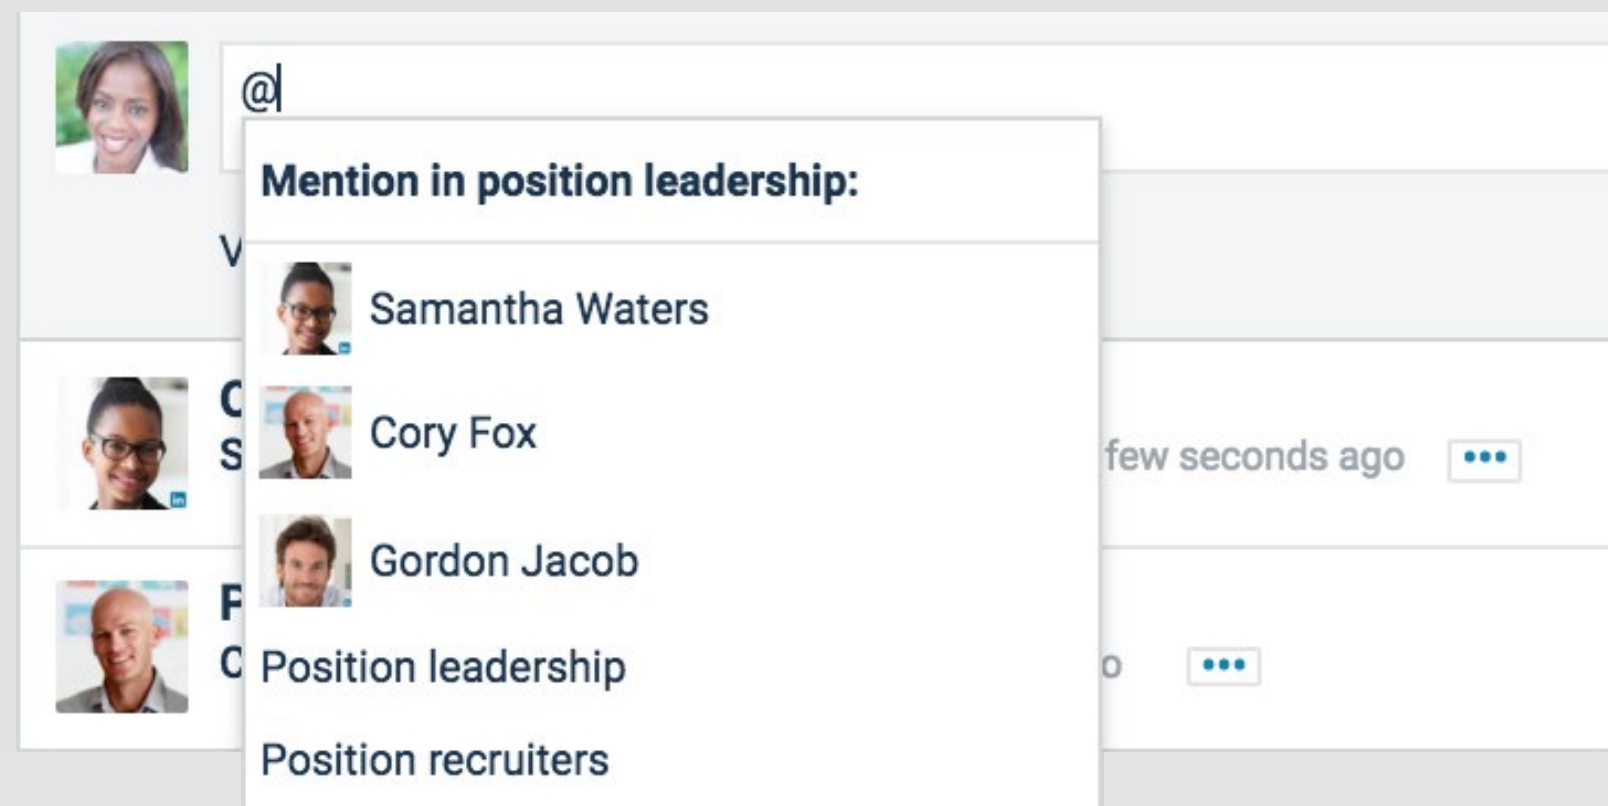 @
Mention in position leadership:
Samantha Waters
Cory Fox
few seconds ago
Gordon Jacob
Position leadership
Position recruiters